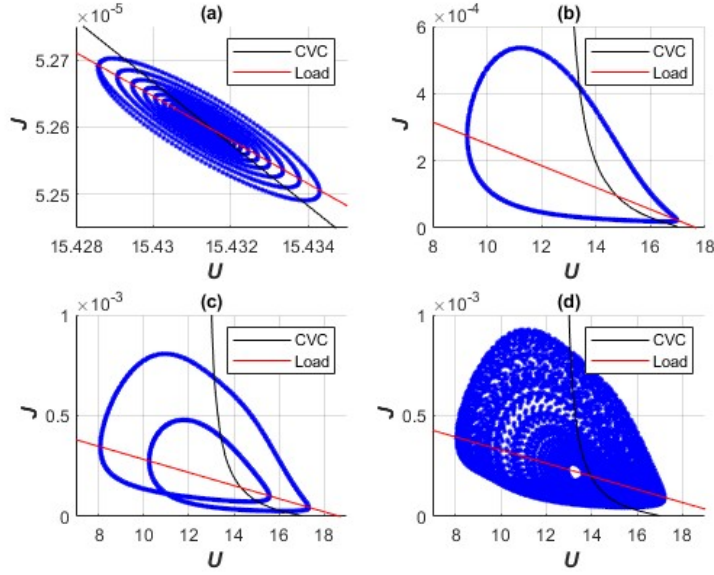 (a)
×10⁻⁵
5.27
5.26
5.25
J
15.428 15.43 15.432 15.434
U
CVC
Load
(b)
×10⁻⁴
6
4
2
0
J
8 10 12 14 16 18
U
CVC
Load
(c)
×10⁻³
1
0.5
0
J
8 10 12 14 16 18
U
CVC
Load
(d)
×10⁻³
1
0.5
0
J
8 10 12 14 16 18
U
CVC
Load